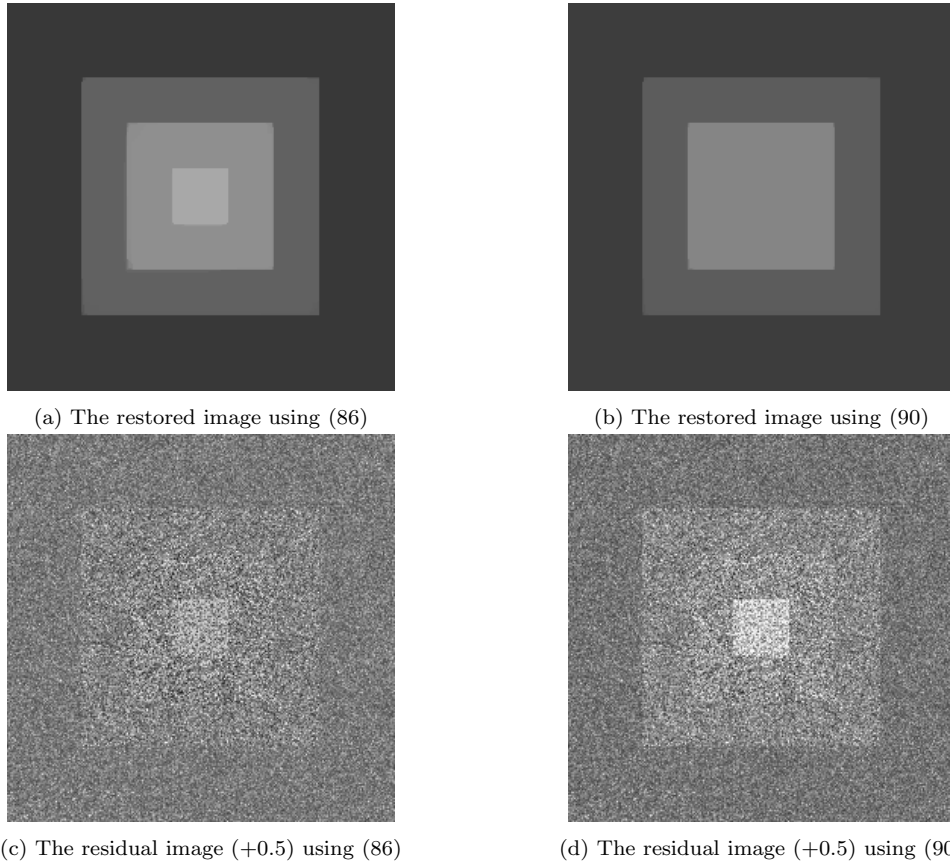 (a) The restored image using (86)
(b) The restored image using (90)
(c) The residual image (+0.5) using (86)
(d) The residual image (+0.5) using